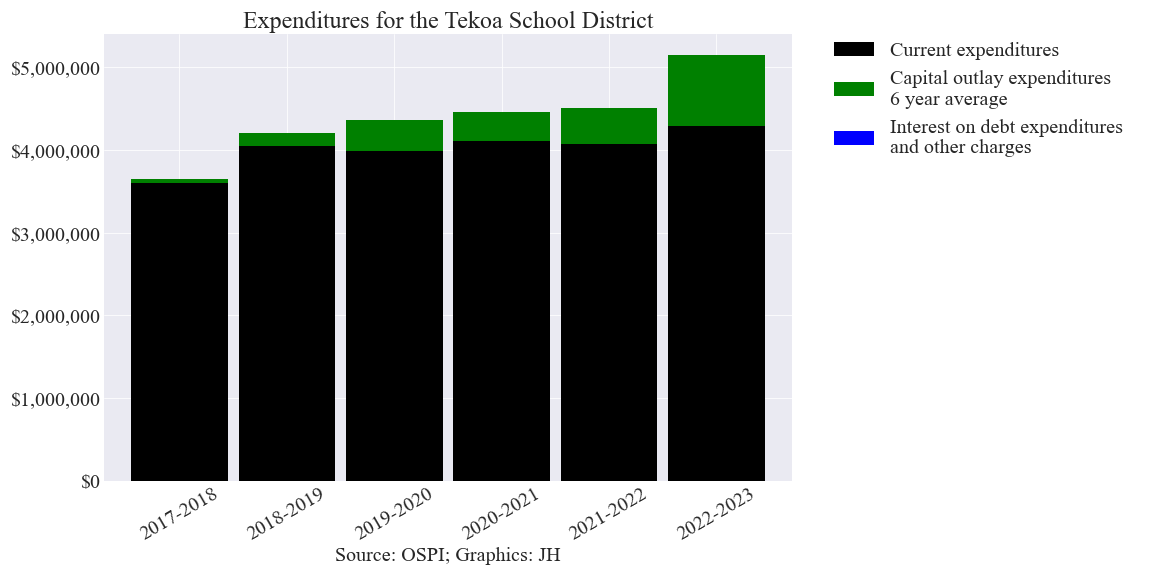 Expenditures for the Tekoa School District
$5,000,000
$4,000,000
$3,000,000
$2,000,000
$1,000,000
$0
2017-2018
2018-2019
2019-2020
2020-2021
2021-2022
2022-2023
Source: OSPI; Graphics: JH
Current expenditures
Capital outlay expenditures
6 year average
Interest on debt expenditures
and other charges